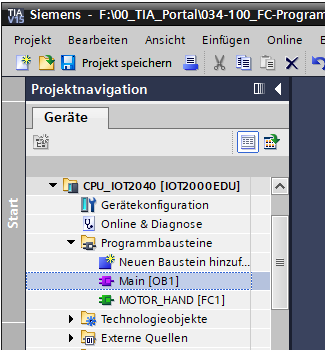 TIA V15 Siemens - F:\00_TIA_Portal\034-100_FC-Program
Projekt Bearbeiten Ansicht Einfügen Online
Projekt speichern
Projektnavigation
Geräte
Start
CPU_IOT2040 [IOT2000EDU]
Gerätekonfiguration
Online & Diagnose
Programmbausteine
Neuen Baustein hinzuf...
Main [OB1]
MOTOR_HAND [FC1]
Technologieobjekte
Externe Quellen